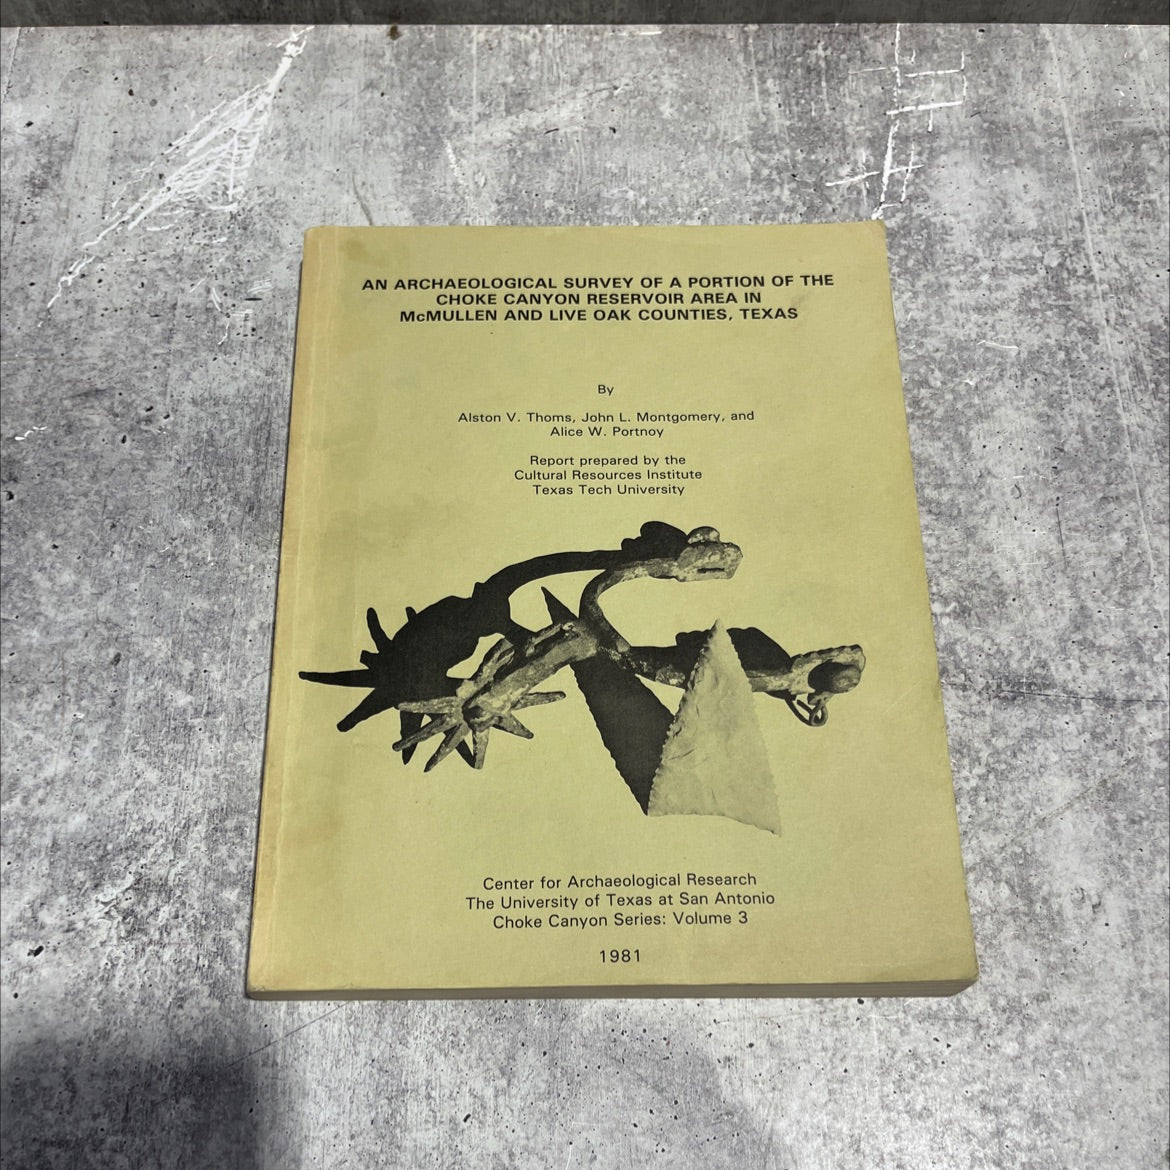 AN ARCHAEOLOGICAL SURVEY OF A PORTION OF THE
CHOKE CANYON RESERVOIR AREA IN
McMULLEN AND LIVE OAK COUNTIES, TEXAS
By
Alston V. Thoms, John L. Montgomery, and
Alice W. Portnoy
Report prepared by the
Cultural Resources Institute
Texas Tech University
Center for Archaeological Research
The University of Texas at San Antonio
Choke Canyon Series: Volume 3
1981